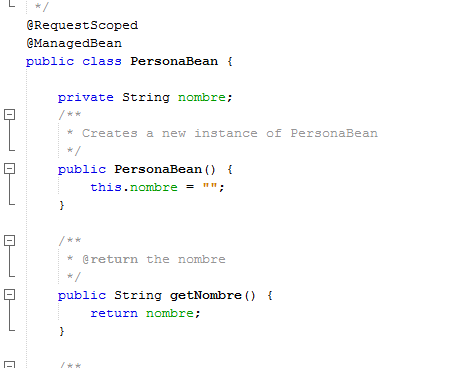 */
@RequestScoped
@ManagedBean
public class PersonaBean {
private String nombre;
/**
* Creates a new instance of PersonaBean
*/
public PersonaBean() {
this.nombre = "";
}
/**
* @return the nombre
*/
public String getNombre() {
return nombre;
}
/**